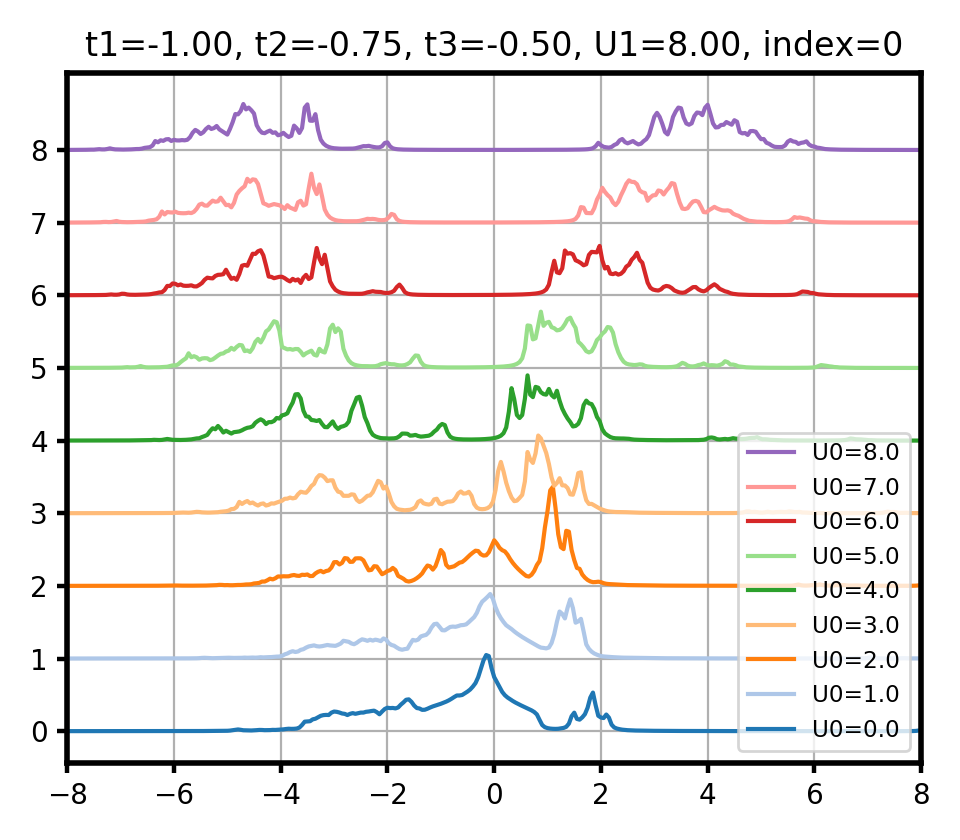 t1=-1.00, t2=-0.75, t3=-0.50, U1=8.00, index=0
8
7
6
5
4
3
2
1
0
U0=8.0
U0=7.0
U0=6.0
U0=5.0
U0=4.0
U0=3.0
U0=2.0
U0=1.0
U0=0.0
−8 −6 −4 −2 0 2 4 6 8